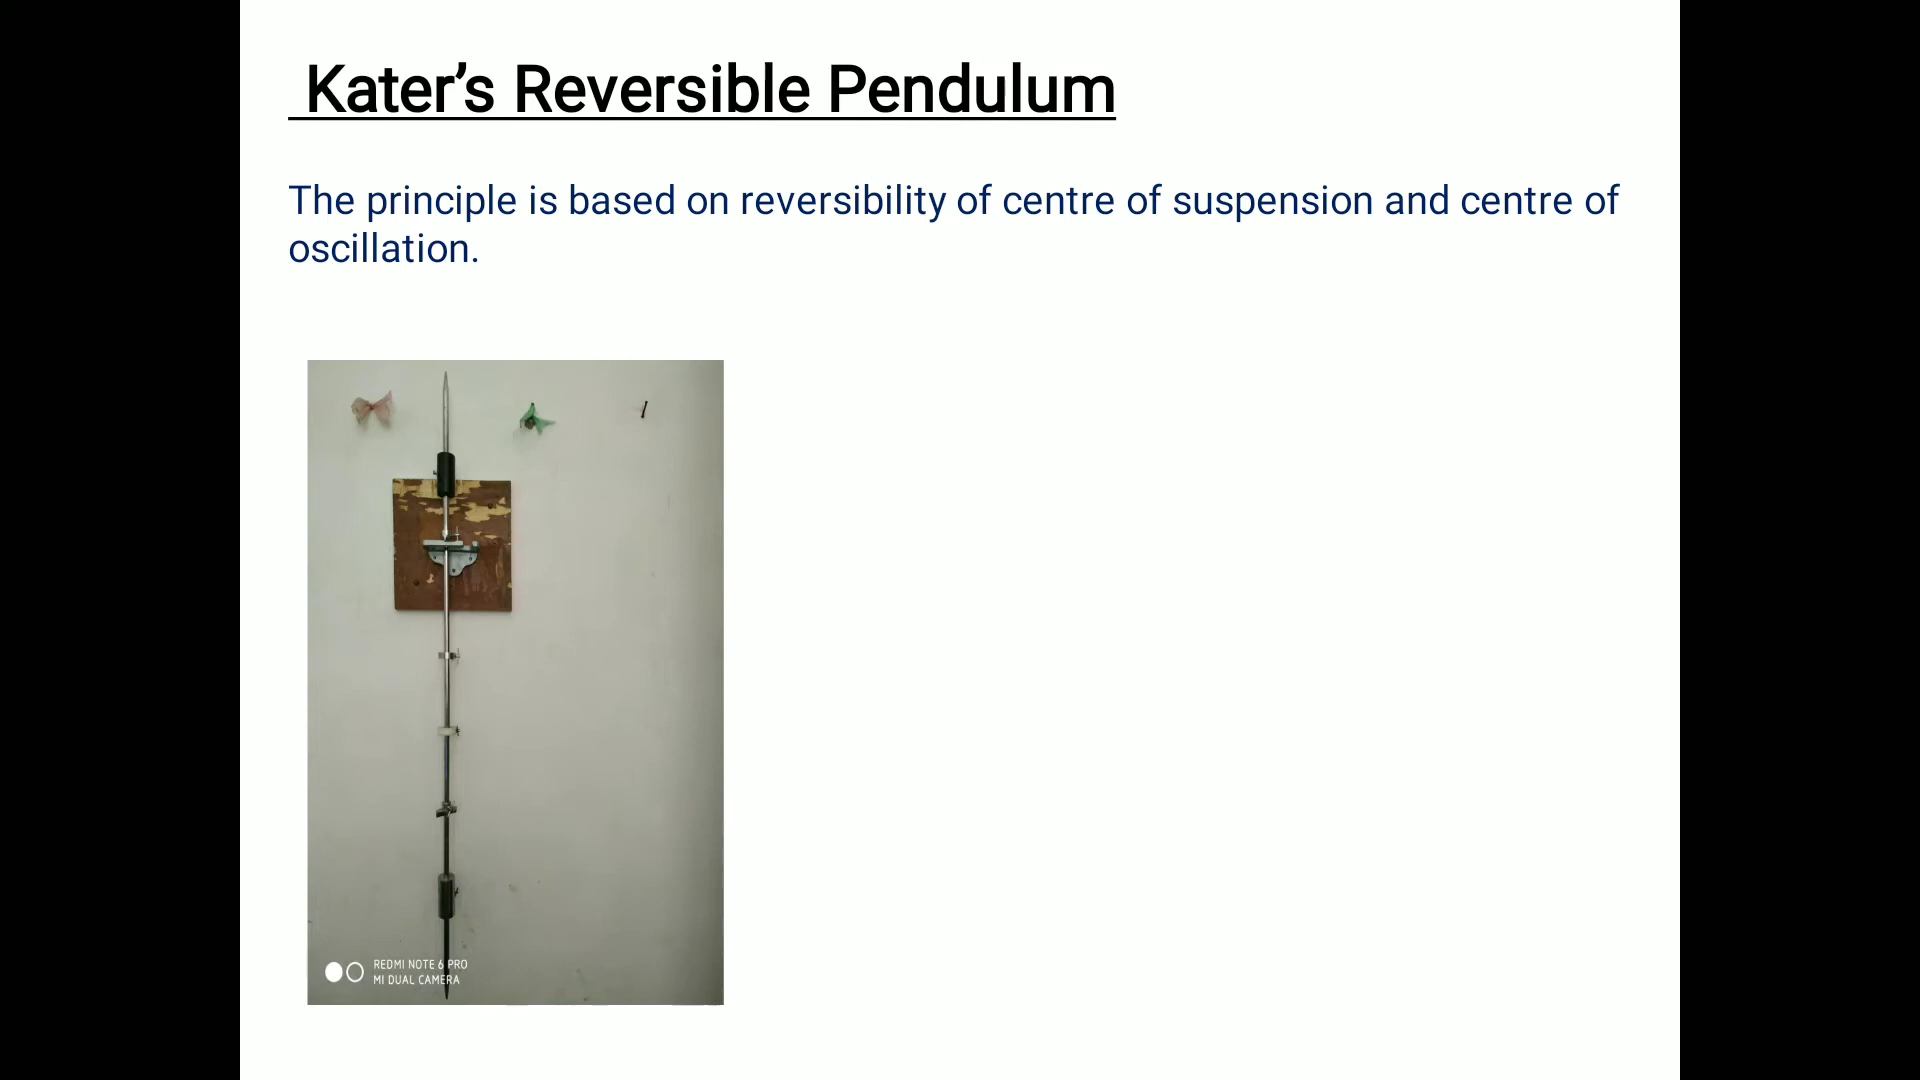 Kater’s Reversible Pendulum
The principle is based on reversibility of centre of suspension and centre of
oscillation.
REDMI NOTE 6 PRO
MI DUAL CAMERA